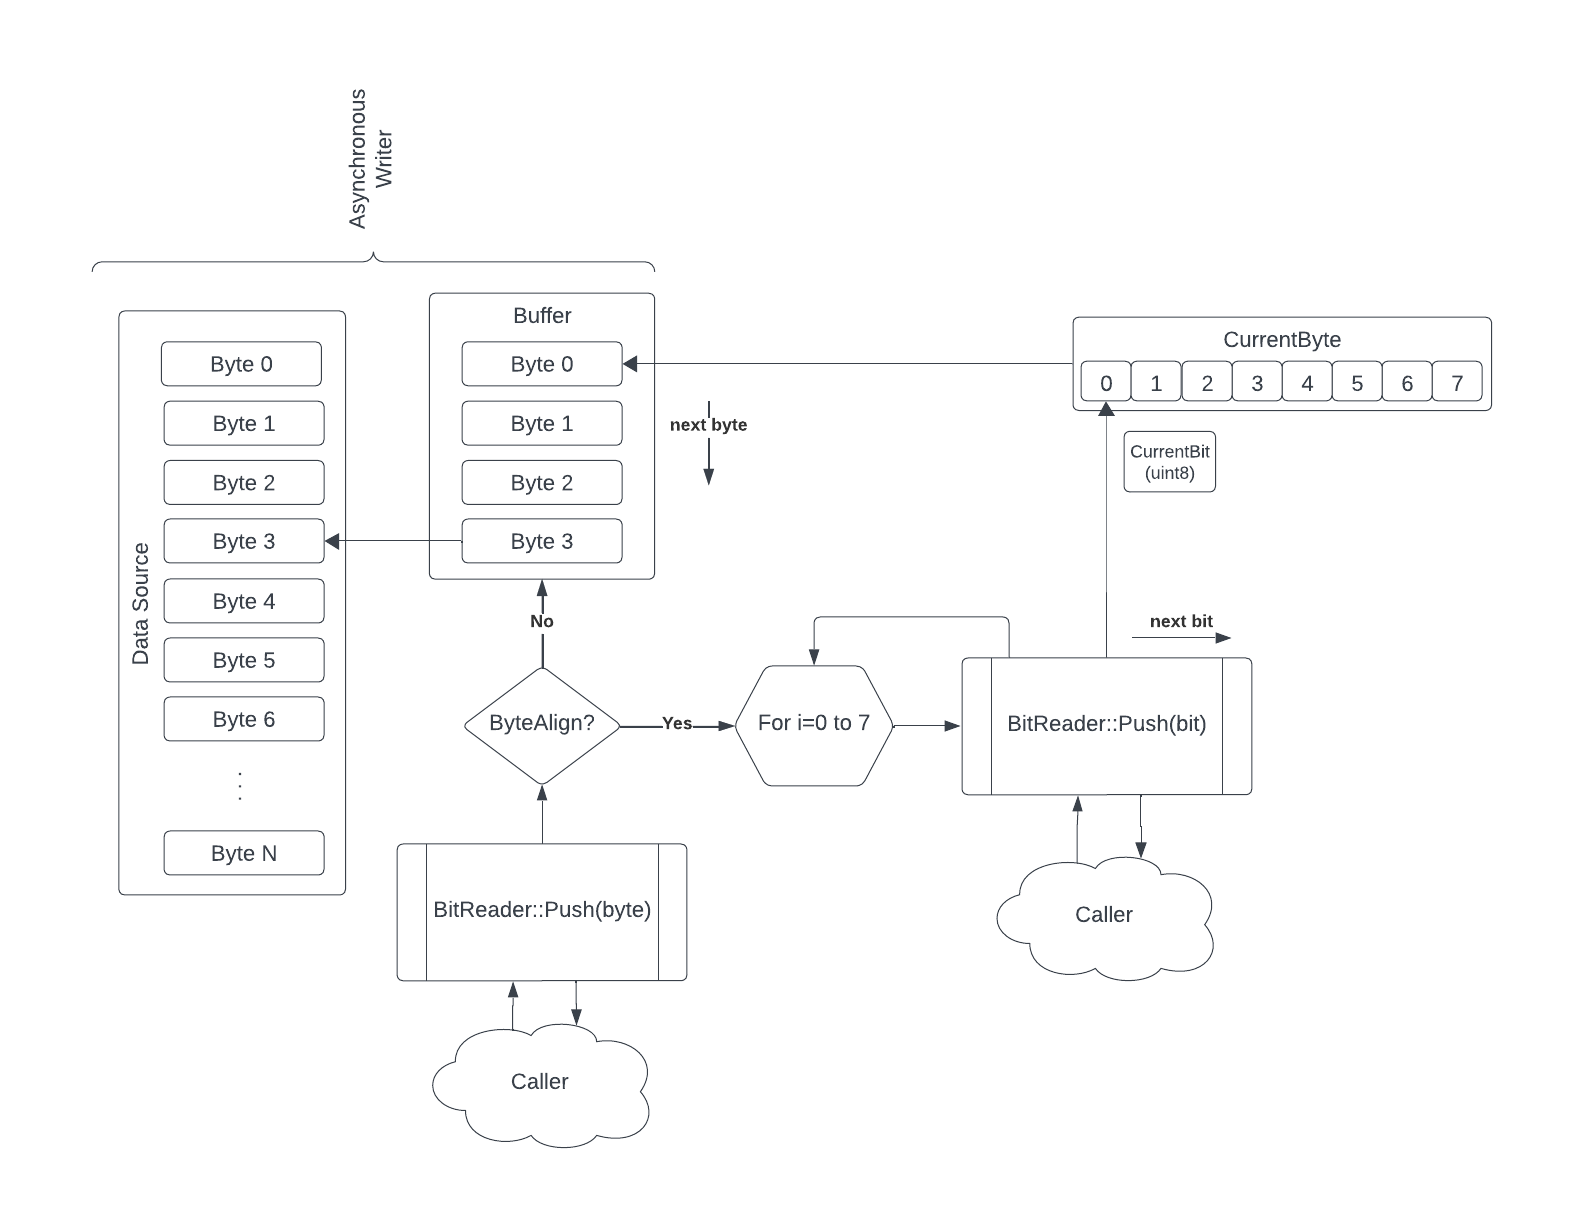 Asynchronous
Writer
Data Source
Byte 0
Byte 1
Byte 2
Byte 3
Byte 4
Byte 5
Byte 6
.
.
.
Byte N
Buffer
Byte 0
Byte 1
Byte 2
Byte 3
next byte
CurrentByte
0 1 2 3 4 5 6 7
CurrentBit
(uint8)
No
next bit
ByteAlign?
Yes
For i=0 to 7
BitReader::Push(bit)
BitReader::Push(byte)
Caller
Caller